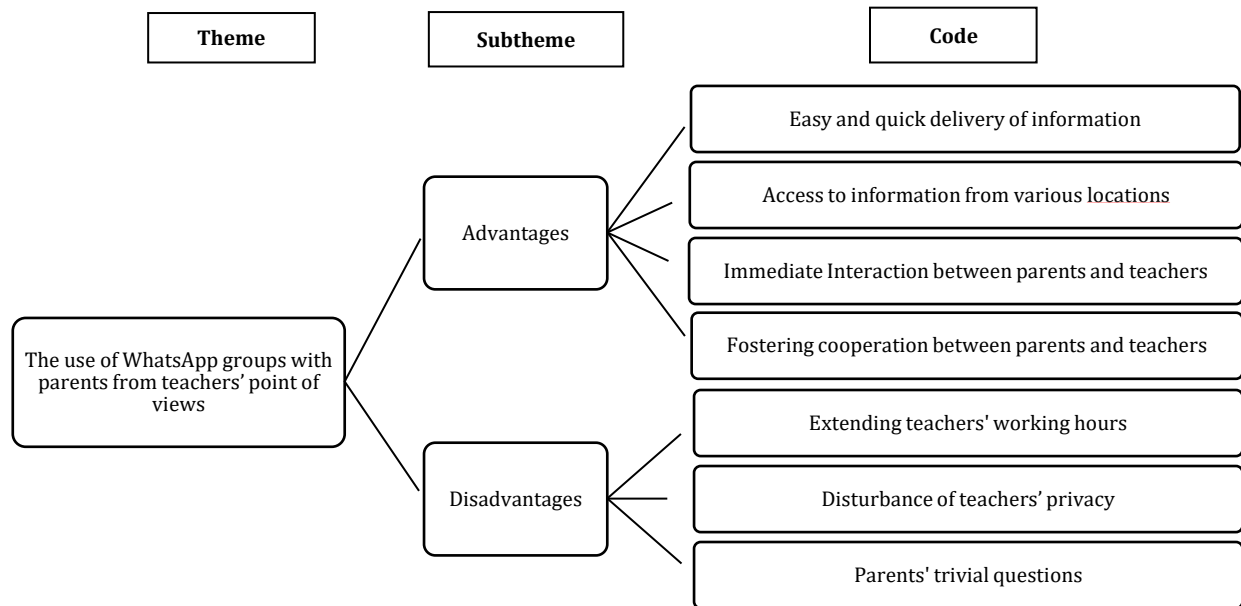 Theme
Subtheme
Code
The use of WhatsApp groups with
parents from teachers’ point of
views
Advantages
Easy and quick delivery of information
Access to information from various locations
Immediate Interaction between parents and teachers
Fostering cooperation between parents and teachers
Disadvantages
Extending teachers' working hours
Disturbance of teachers’ privacy
Parents' trivial questions